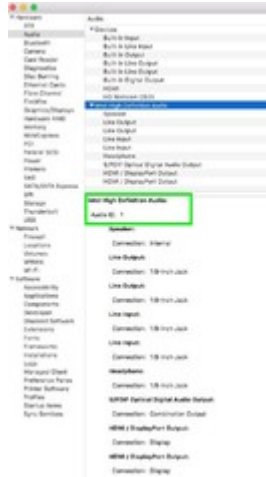 Hardware
ATA
Audio
Bluetooth
Camera
Card Reader
Diagnostics
Disc Burning
Ethernet Cards
Fibre Channel
FireWire
Graphics/Displays
Hardware RAID
Memory
NVMExpress
PCI
Parallel SCSI
Power
Printers
SAS
SATA/SATA Express
SPI
Storage
Thunderbolt
USB
Network
Firewall
Locations
Volumes
WWAN
Wi-Fi
Software
Accessibility
Applications
Components
Developer
Disabled Software
Extensions
Fonts
Frameworks
Installations
Logs
Managed Client
Preference Panes
Printer Software
Profiles
Startup Items
Sync Services
Audio
Devices
Built-in Input
Built-in Line Input
Built-in Output
Built-in Line Output
Built-in Line Output
Built-in Digital Output
HDMI
Intel High Definition Audio
Speaker
Line Output
Line Output
Line Input
Line Input
Headphone
S/PDIF Optical Digital Audio Output
HDMI / DisplayPort Output
HDMI / DisplayPort Output
Intel High Definition Audio:
Audio ID: 1
Speaker:
Connection: Internal
Line Output:
Connection: 1/8-Inch Jack
Line Output:
Connection: 1/8-Inch Jack
Line Input:
Connection: 1/8-Inch Jack
Line Input:
Connection: 1/8-Inch Jack
Headphone:
Connection: 1/8-Inch Jack
S/PDIF Optical Digital Audio Output:
Connection: Combination Output
HDMI / DisplayPort Output:
Connection: Display
HDMI / DisplayPort Output:
Connection: Display